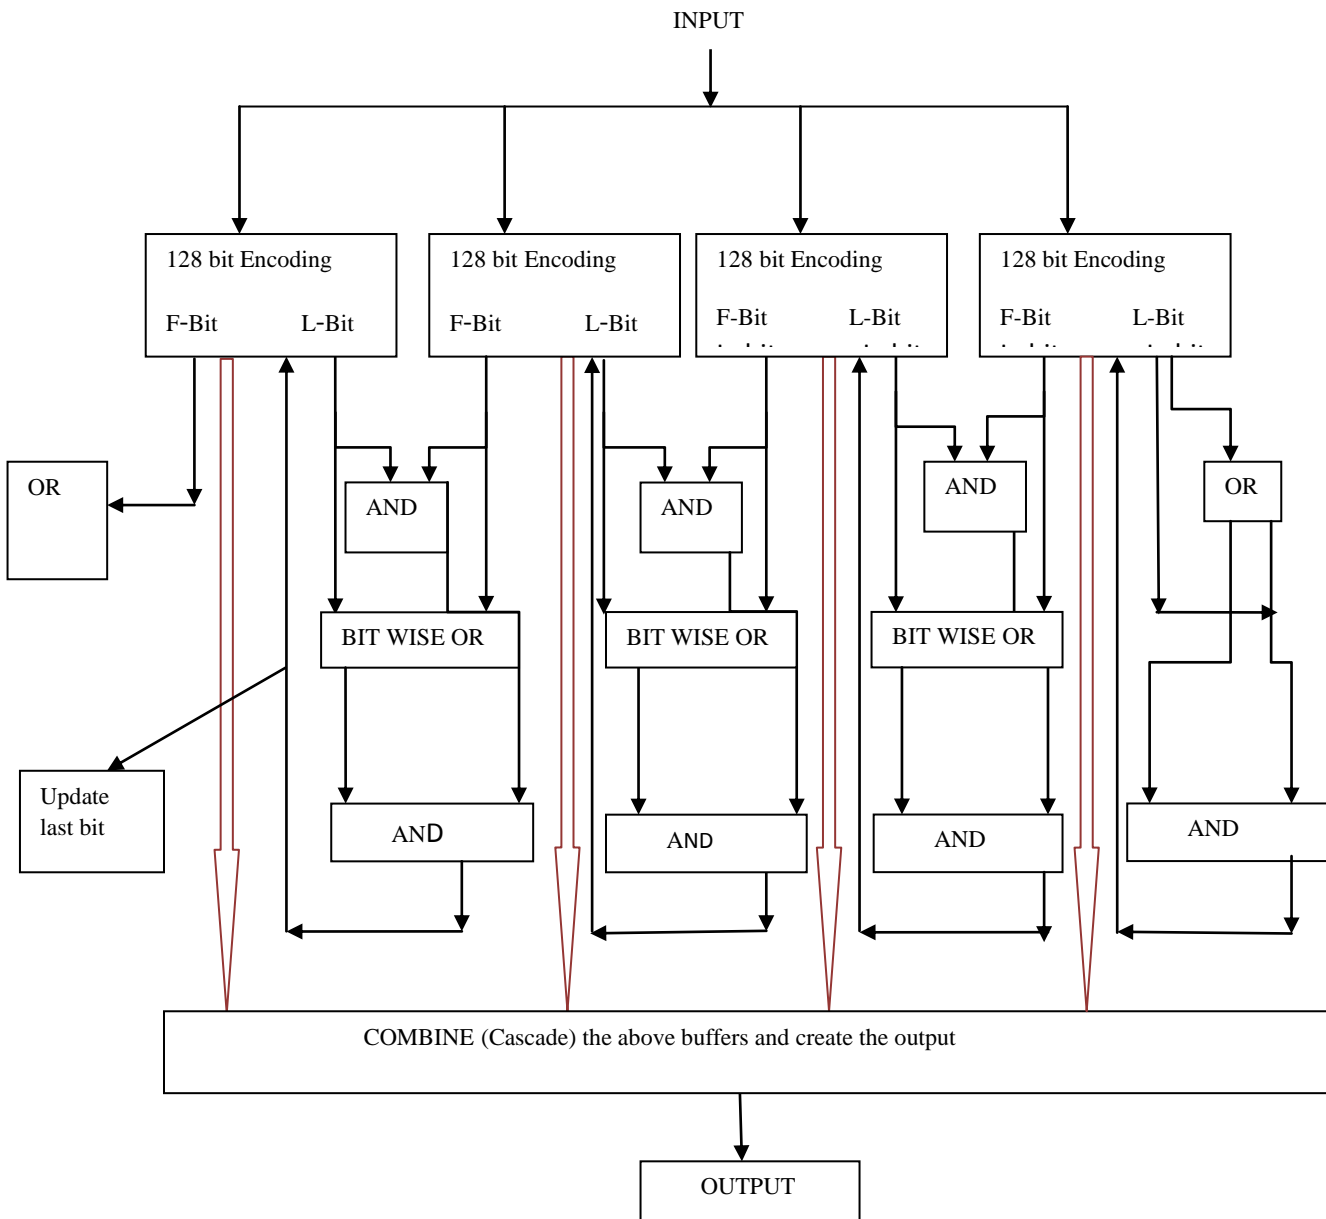 INPUT
128 bit Encoding
F-Bit L-Bit
128 bit Encoding
F-Bit L-Bit
128 bit Encoding
F-Bit L-Bit
128 bit Encoding
F-Bit L-Bit
OR
AND
AND
AND
OR
BIT WISE OR
BIT WISE OR
BIT WISE OR
Update
last bit
AND
AND
AND
AND
COMBINE (Cascade) the above buffers and create the output
OUTPUT